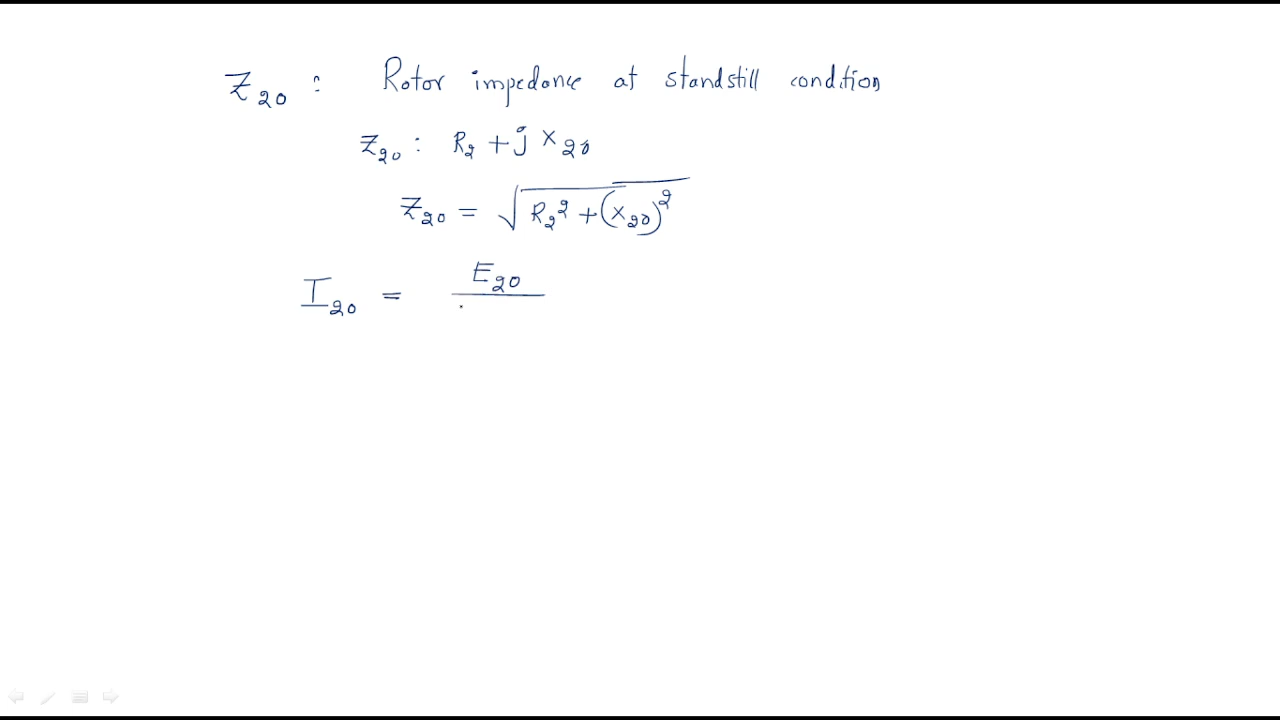 Z₂₀ : Rotor impedance at standstill condition
Z₂₀ : R₂ + j X₂₀
Z₂₀ = √(R₂² + (X₂₀)²)
I₂₀ = E₂₀ /